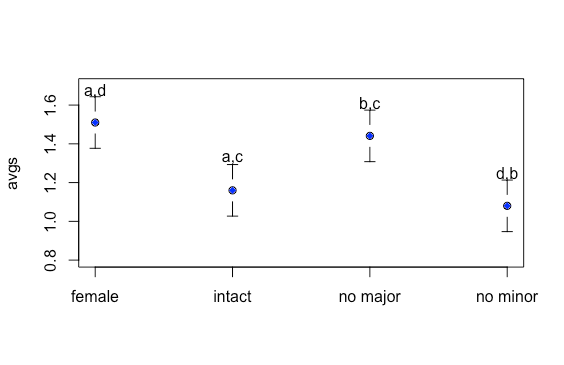 avgs
1.6
1.4
1.2
1.0
0.8
a,d
a,c
b,c
d,b
female intact no major no minor